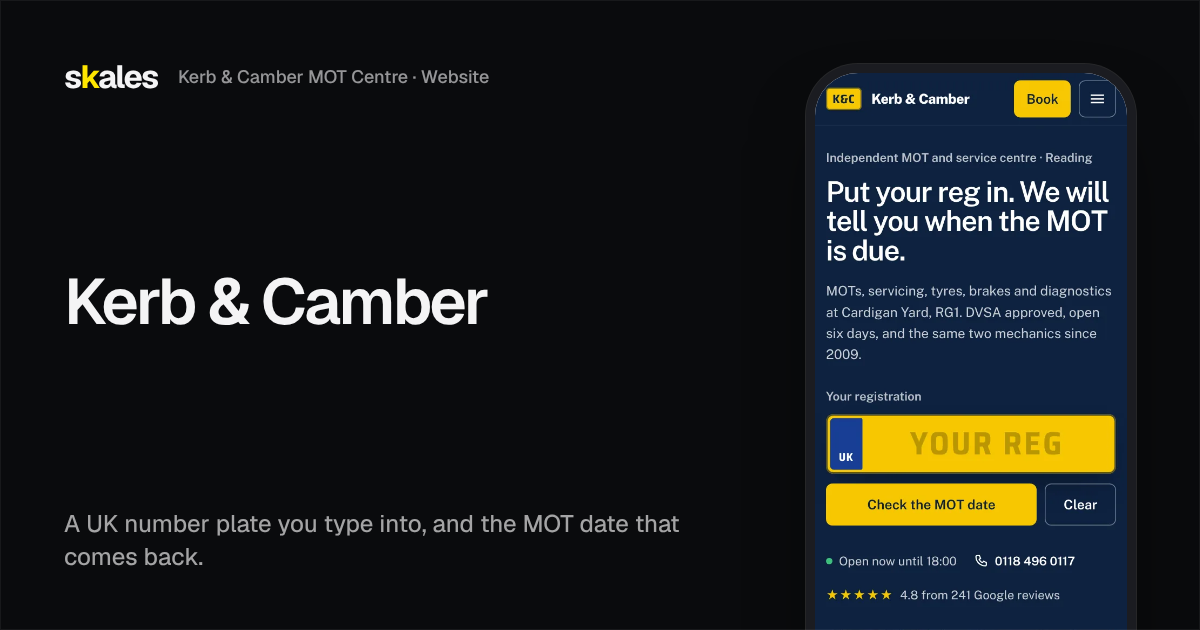 skales
Kerb & Camber MOT Centre · Website
Kerb & Camber
A UK number plate you type into, and the MOT date that
comes back.
K&C
Kerb & Camber
Book
Independent MOT and service centre · Reading
Put your reg in. We will
tell you when the MOT
is due.
MOTs, servicing, tyres, brakes and diagnostics
at Cardigan Yard, RG1. DVSA approved, open
six days, and the same two mechanics since
2009.
Your registration
UK
YOUR REG
Check the MOT date
Clear
Open now until 18:00
0118 496 0117
★★★★★ 4.8 from 241 Google reviews